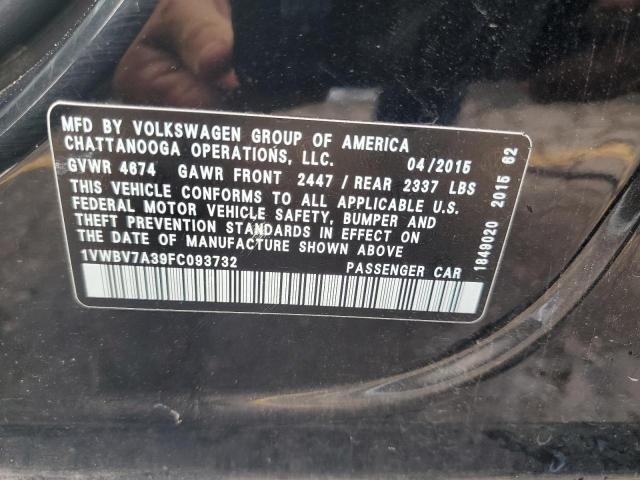 MFD BY VOLKSWAGEN GROUP OF AMERICA
CHATTANOOGA OPERATIONS, LLC. 04/2015
GVWR 4674 GAWR FRONT 2447 / REAR 2337 LBS
THIS VEHICLE CONFORMS TO ALL APPLICABLE U.S.
FEDERAL MOTOR VEHICLE SAFETY, BUMPER AND
THEFT PREVENTION STANDARDS IN EFFECT ON
THE DATE OF MANUFACTURE SHOWN ABOVE
1VWBV7A39FC093732 PASSENGER CAR
1849020 2015 62